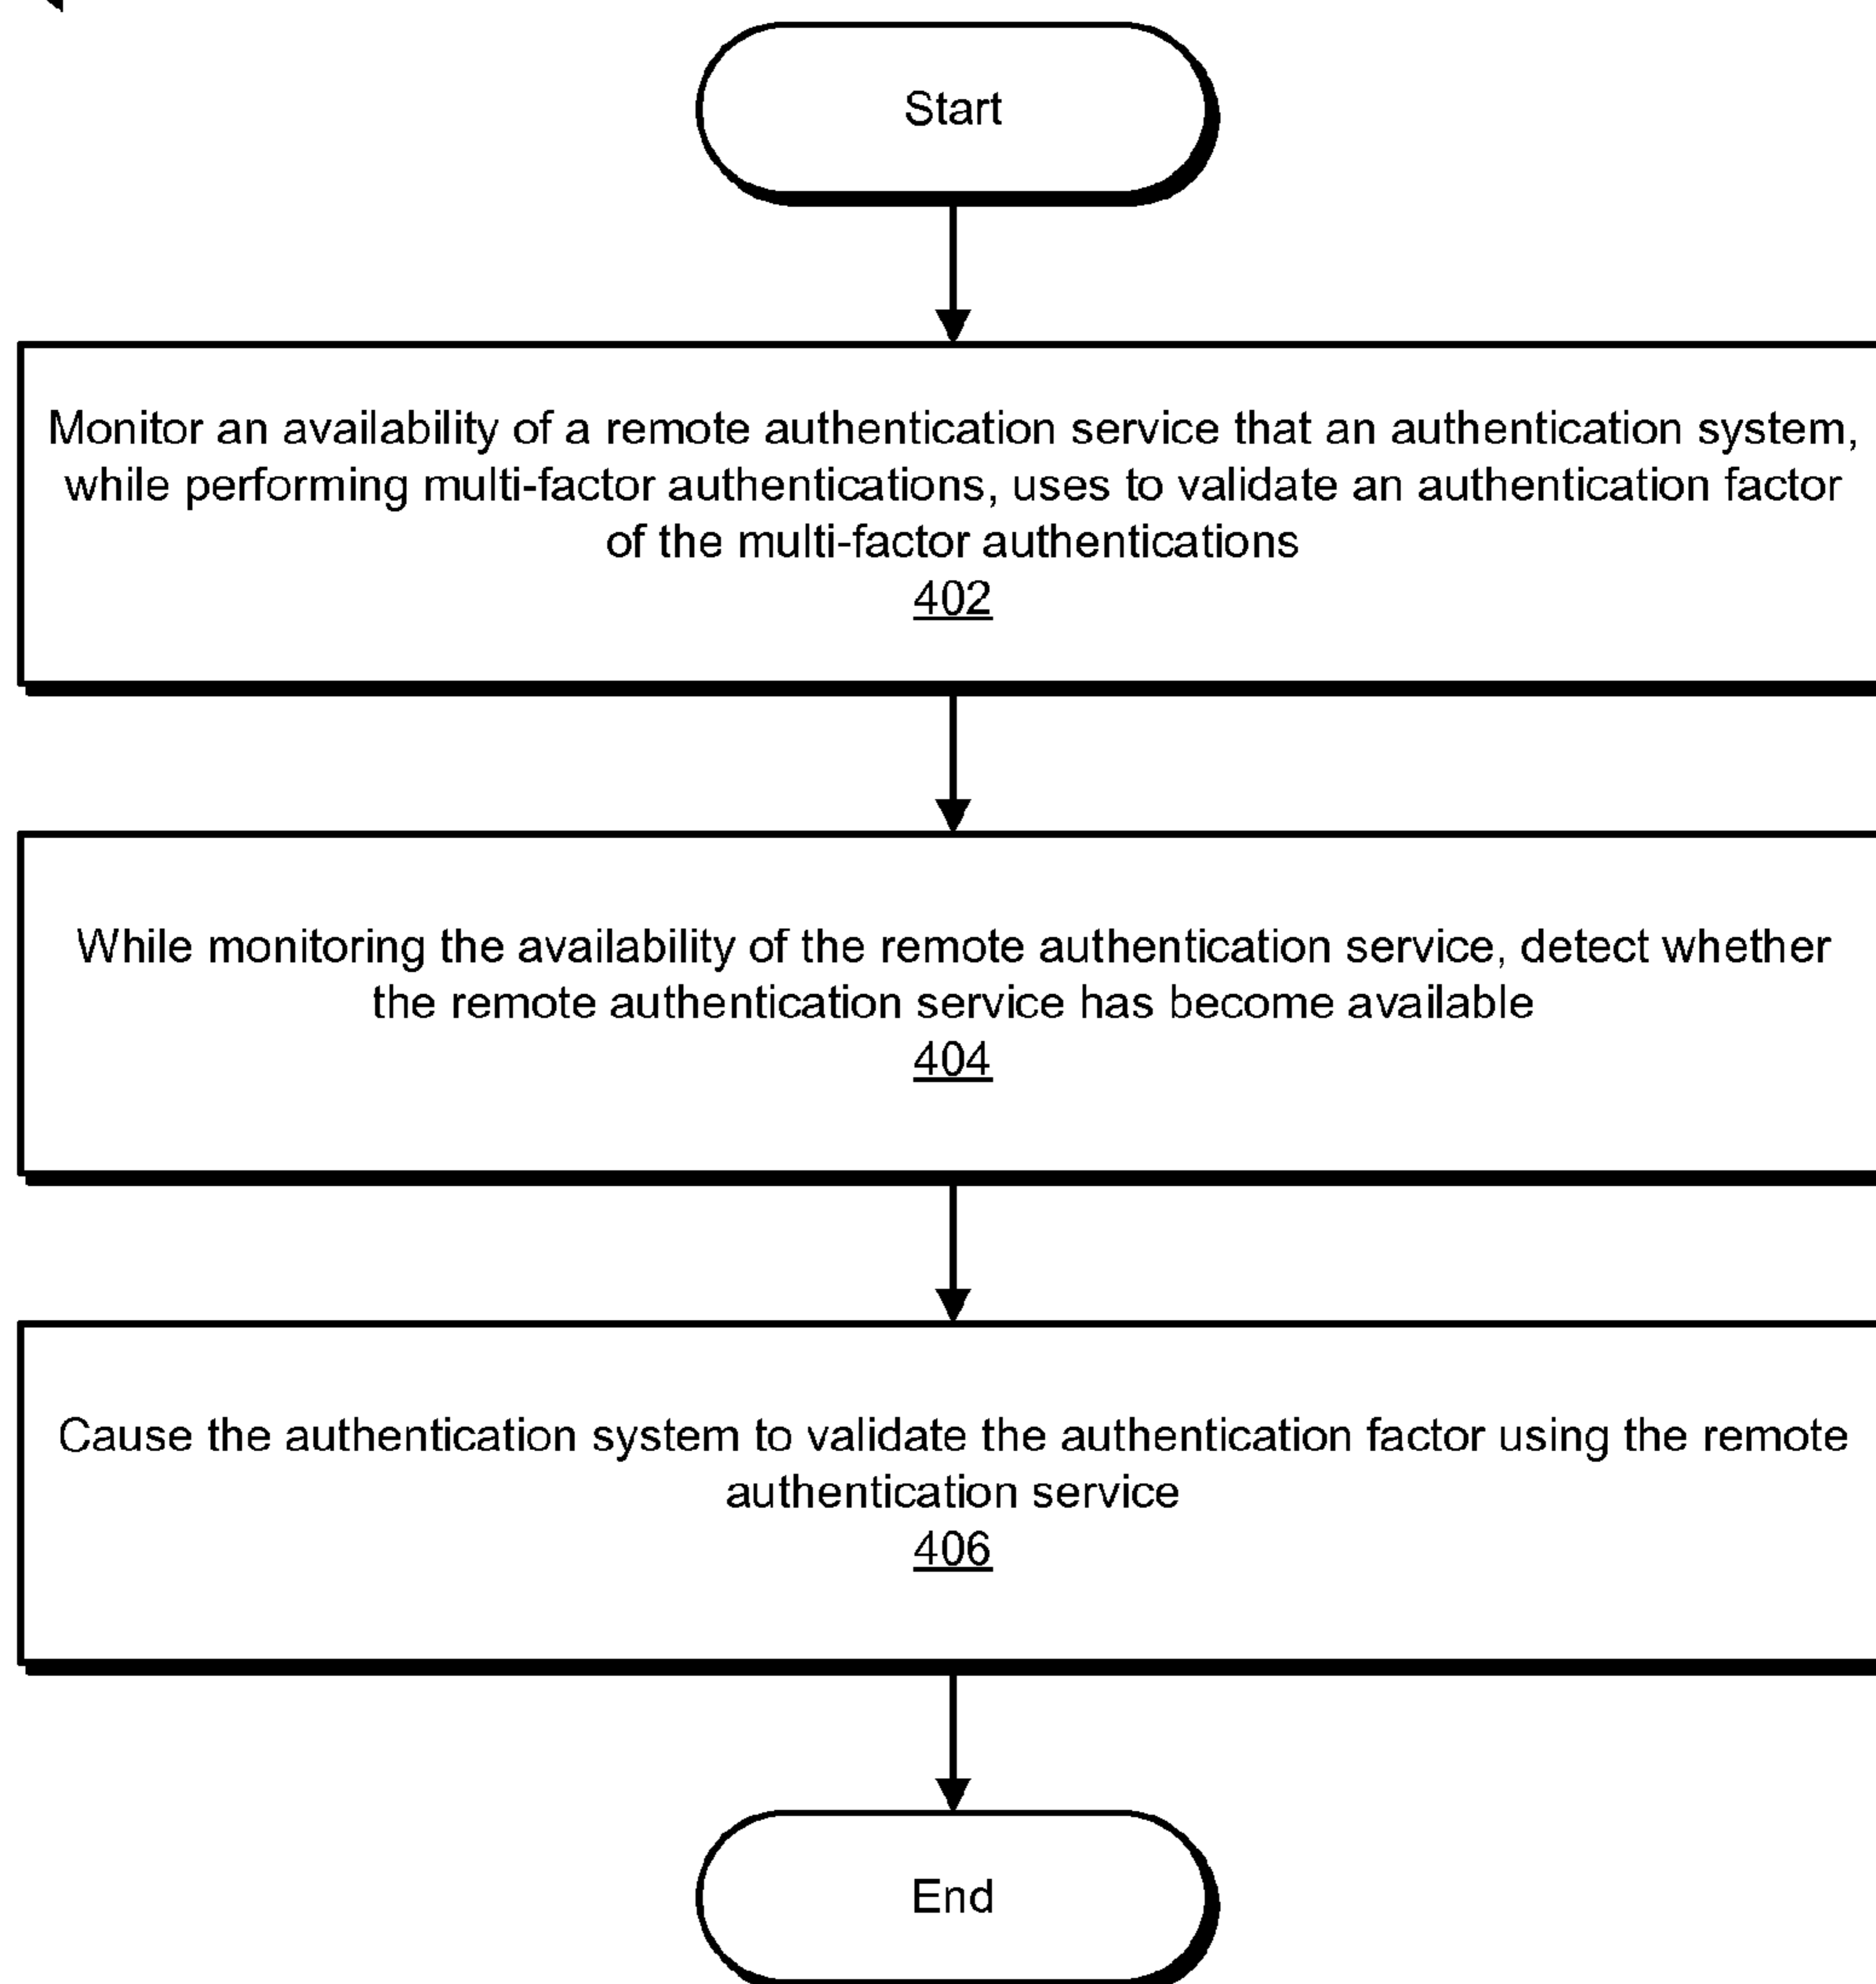 Start
Monitor an availability of a remote authentication service that an authentication system,
while performing multi-factor authentications, uses to validate an authentication factor
of the multi-factor authentications
402
While monitoring the availability of the remote authentication service, detect whether
the remote authentication service has become available
404
Cause the authentication system to validate the authentication factor using the remote
authentication service
406
End